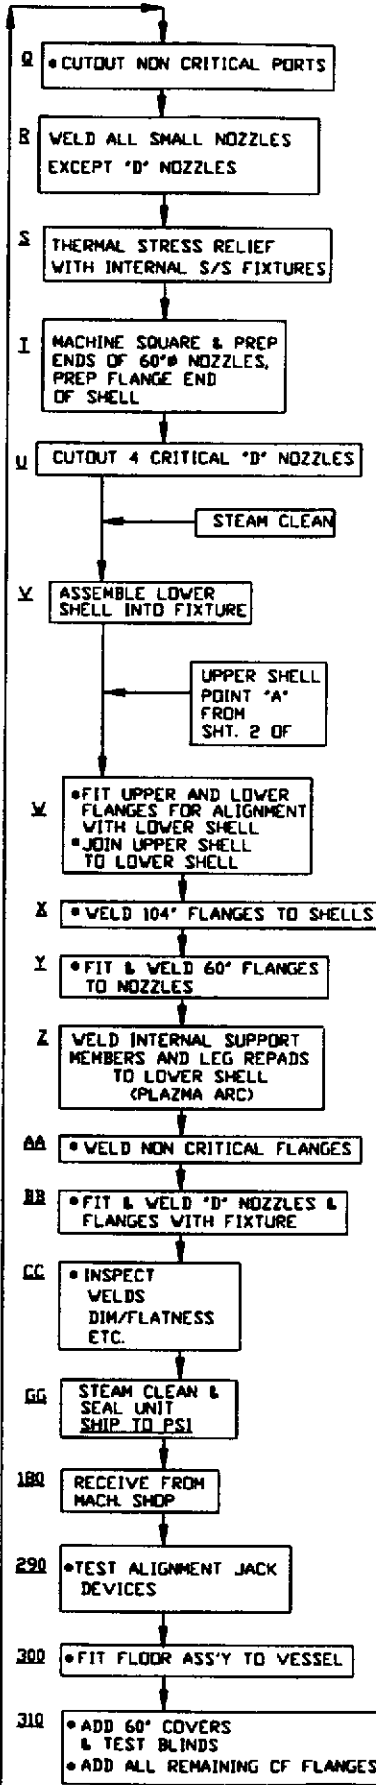 Q
• CUTOUT NON CRITICAL PORTS
R
WELD ALL SMALL NOZZLES
EXCEPT "D" NOZZLES
S
THERMAL STRESS RELIEF
WITH INTERNAL S/S FIXTURES
T
MACHINE SQUARE & PREP
ENDS OF 60"ø NOZZLES,
PREP FLANGE END
OF SHELL
U
CUTOUT 4 CRITICAL "D" NOZZLES
STEAM CLEAN
V
ASSEMBLE LOWER
SHELL INTO FIXTURE
UPPER SHELL
POINT "A"
FROM
SHT. 2 OF
W
• FIT UPPER AND LOWER
FLANGES FOR ALIGNMENT
WITH LOWER SHELL
• JOIN UPPER SHELL
TO LOWER SHELL
X
• WELD 104" FLANGES TO SHELLS
Y
• FIT & WELD 60" FLANGES
TO NOZZLES
Z
WELD INTERNAL SUPPORT
MEMBERS AND LEG REPADS
TO LOWER SHELL
(PLAZMA ARC)
AA
• WELD NON CRITICAL FLANGES
BB
• FIT & WELD "D" NOZZLES &
FLANGES WITH FIXTURE
CC
• INSPECT
WELDS
DIM/FLATNESS
ETC.
GG
STEAM CLEAN &
SEAL UNIT
SHIP TO PSI
180
RECEIVE FROM
MACH. SHOP
290
• TEST ALIGNMENT JACK
DEVICES
300
• FIT FLOOR ASS'Y TO VESSEL
310
• ADD 60" COVERS
& TEST BLINDS
• ADD ALL REMAINING CF FLANGES